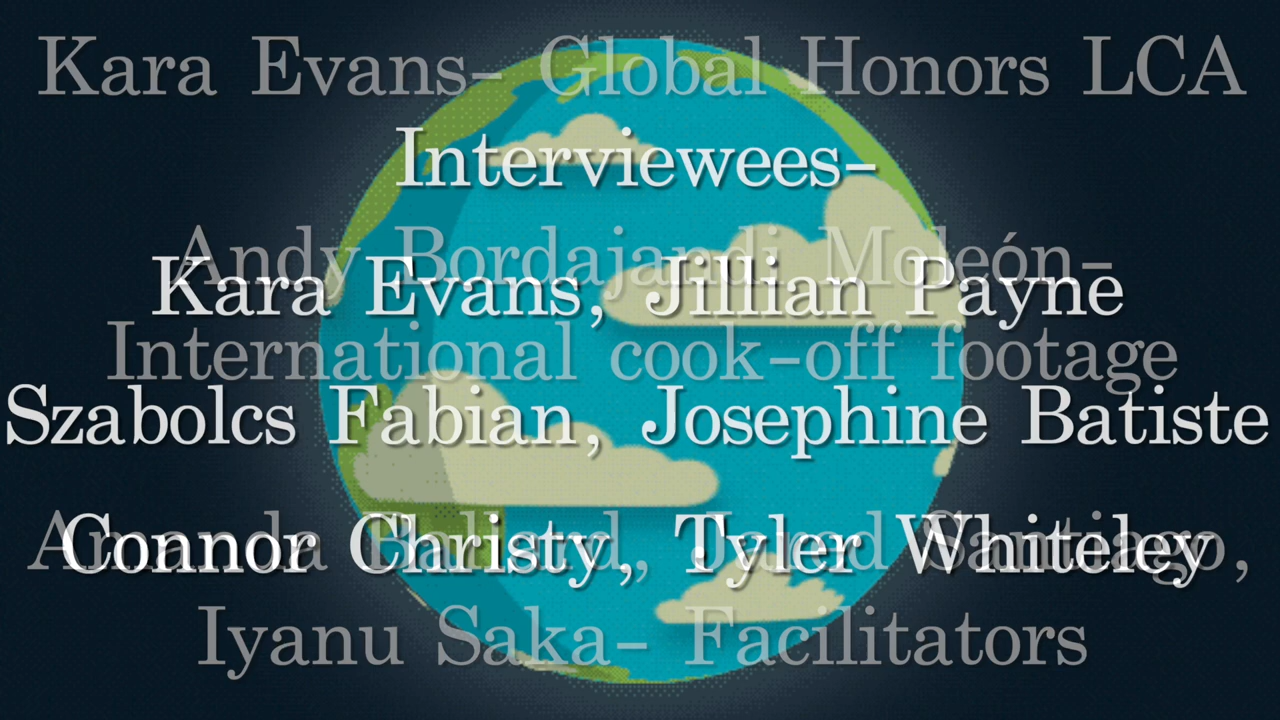 Kara Evans- Global Honors LCA
Interviewees-
Andy Bordajandi Moleón-
Kara Evans, Jillian Payne
International cook-off footage
Szabolcs Fabian, Josephine Batiste
Connor Christy, Tyler Whiteley
Santiago,
Iyanu Saka- Facilitators